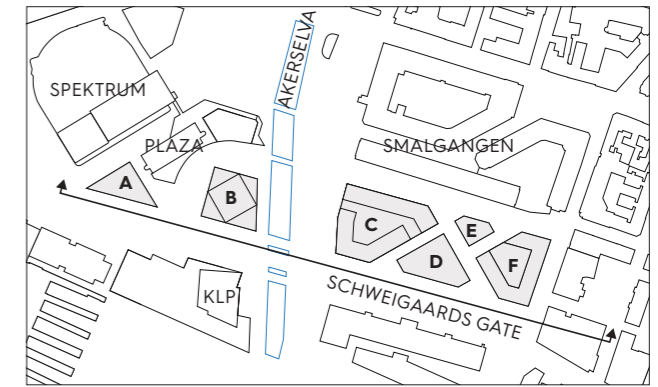 AKERSELVA
SPEKTRUM
PLAZA
SMALGANGEN
A
B
C
E
D
F
KLP
SCHWEIGAARDS GATE